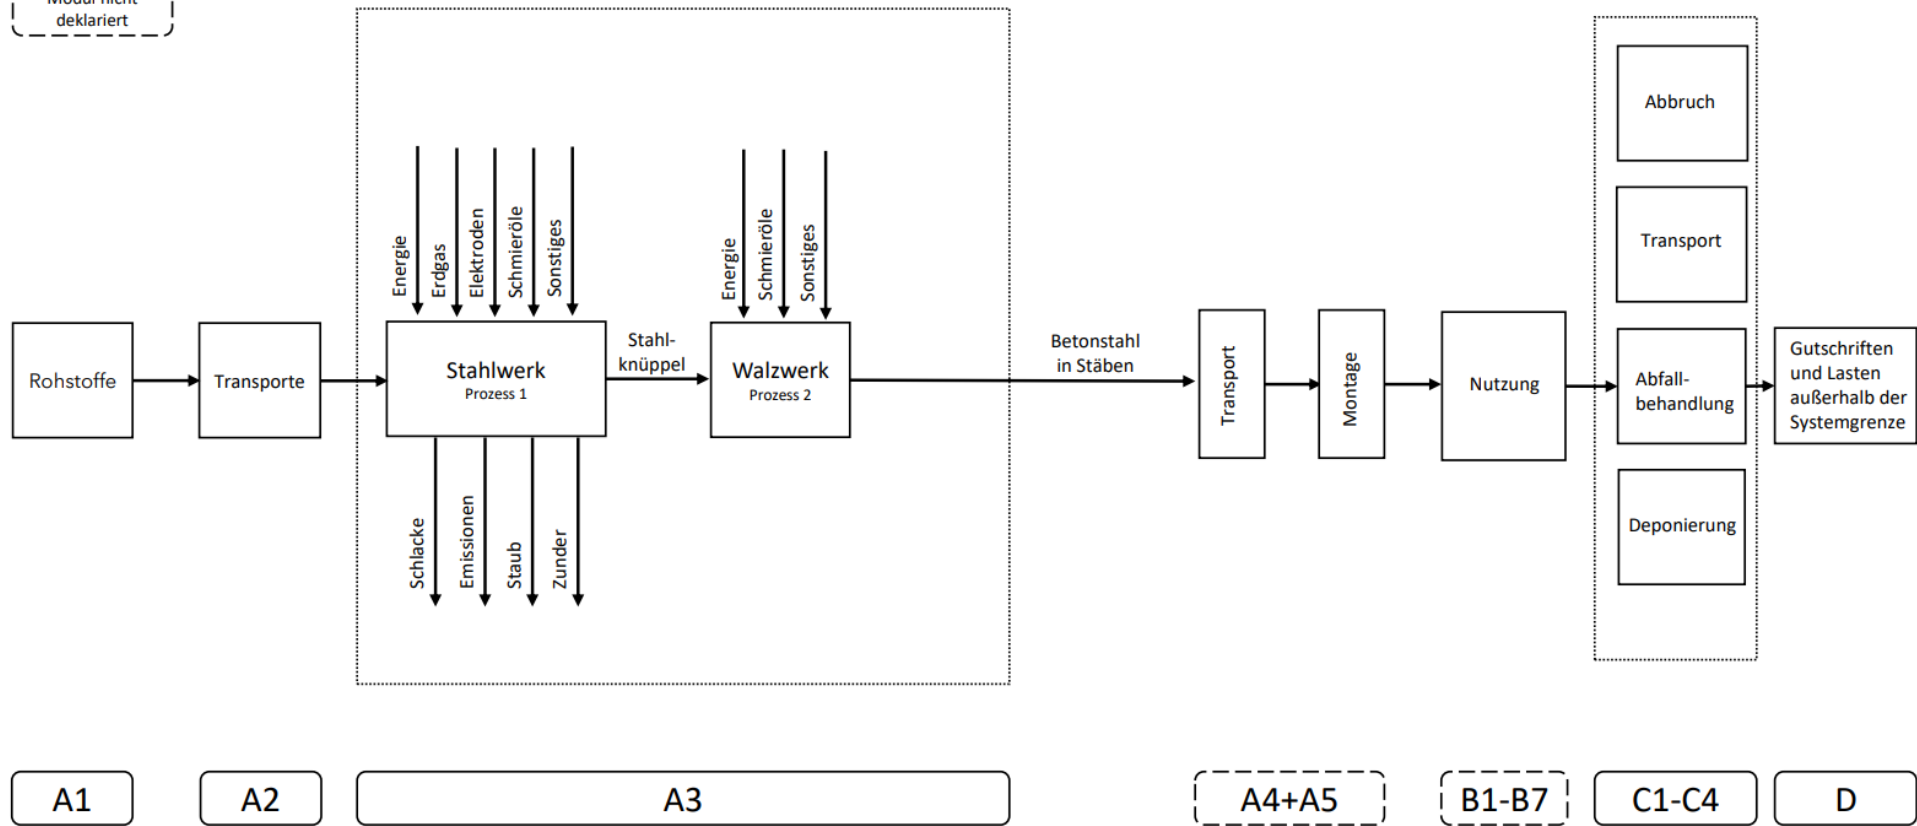 Modul nicht
deklariert
Energie
Erdgas
Elektroden
Schmieröle
Sonstiges
Energie
Schmieröle
Sonstiges
Rohstoffe
Transporte
Stahlwerk
Prozess 1
Stahl-
knüppel
Walzwerk
Prozess 2
Betonstahl
in Stäben
Transport
Montage
Nutzung
Abbruch
Transport
Abfall-
behandlung
Deponierung
Gutschriften
und Lasten
außerhalb der
Systemgrenze
Schlacke
Emissionen
Staub
Zunder
A1
A2
A3
A4+A5
B1-B7
C1-C4
D